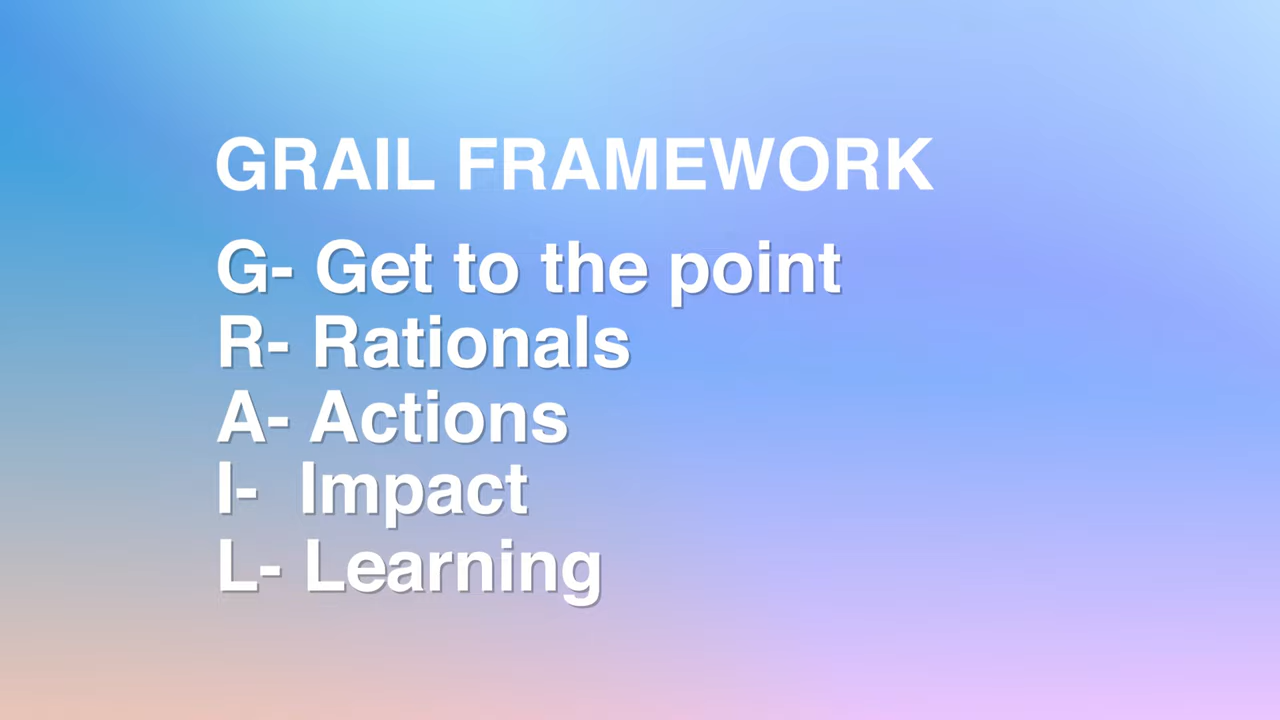 GRAIL FRAMEWORK
G- Get to the point
R- Rationals
A- Actions
I- Impact
L- Learning